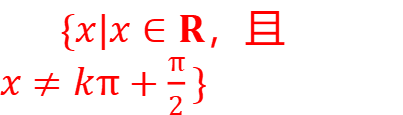 {x|x ∈ R，且
x ≠ kπ + π/2}